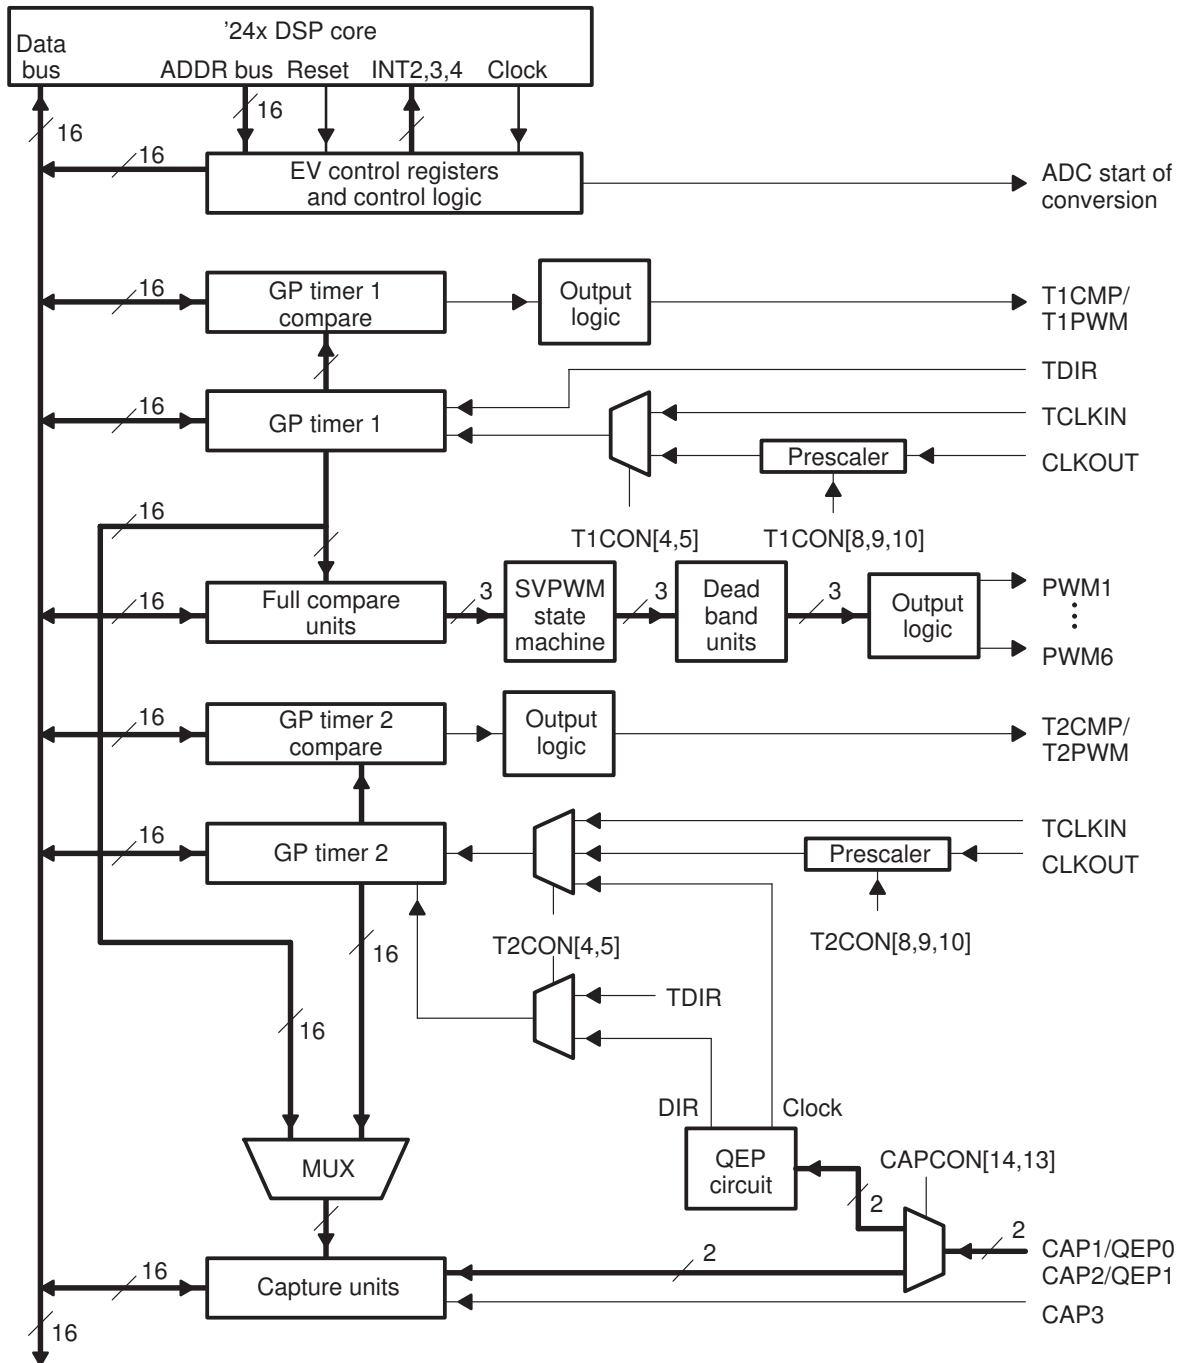 '24x DSP core
Data
bus
ADDR bus
Reset
INT2,3,4
Clock
16
16
16
EV control registers
and control logic
ADC start of
conversion
16
GP timer 1
compare
Output
logic
T1CMP/
T1PWM
TDIR
16
GP timer 1
TCLKIN
Prescaler
CLKOUT
16
T1CON[4,5]
T1CON[8,9,10]
16
Full compare
units
3
SVPWM
state
machine
3
Dead
band
units
3
Output
logic
PWM1
PWM6
16
GP timer 2
compare
Output
logic
T2CMP/
T2PWM
16
GP timer 2
TCLKIN
Prescaler
CLKOUT
16
T2CON[4,5]
T2CON[8,9,10]
TDIR
16
DIR
Clock
MUX
QEP
circuit
CAPCON[14,13]
2
2
CAP1/QEP0
CAP2/QEP1
2
16
Capture units
CAP3
16